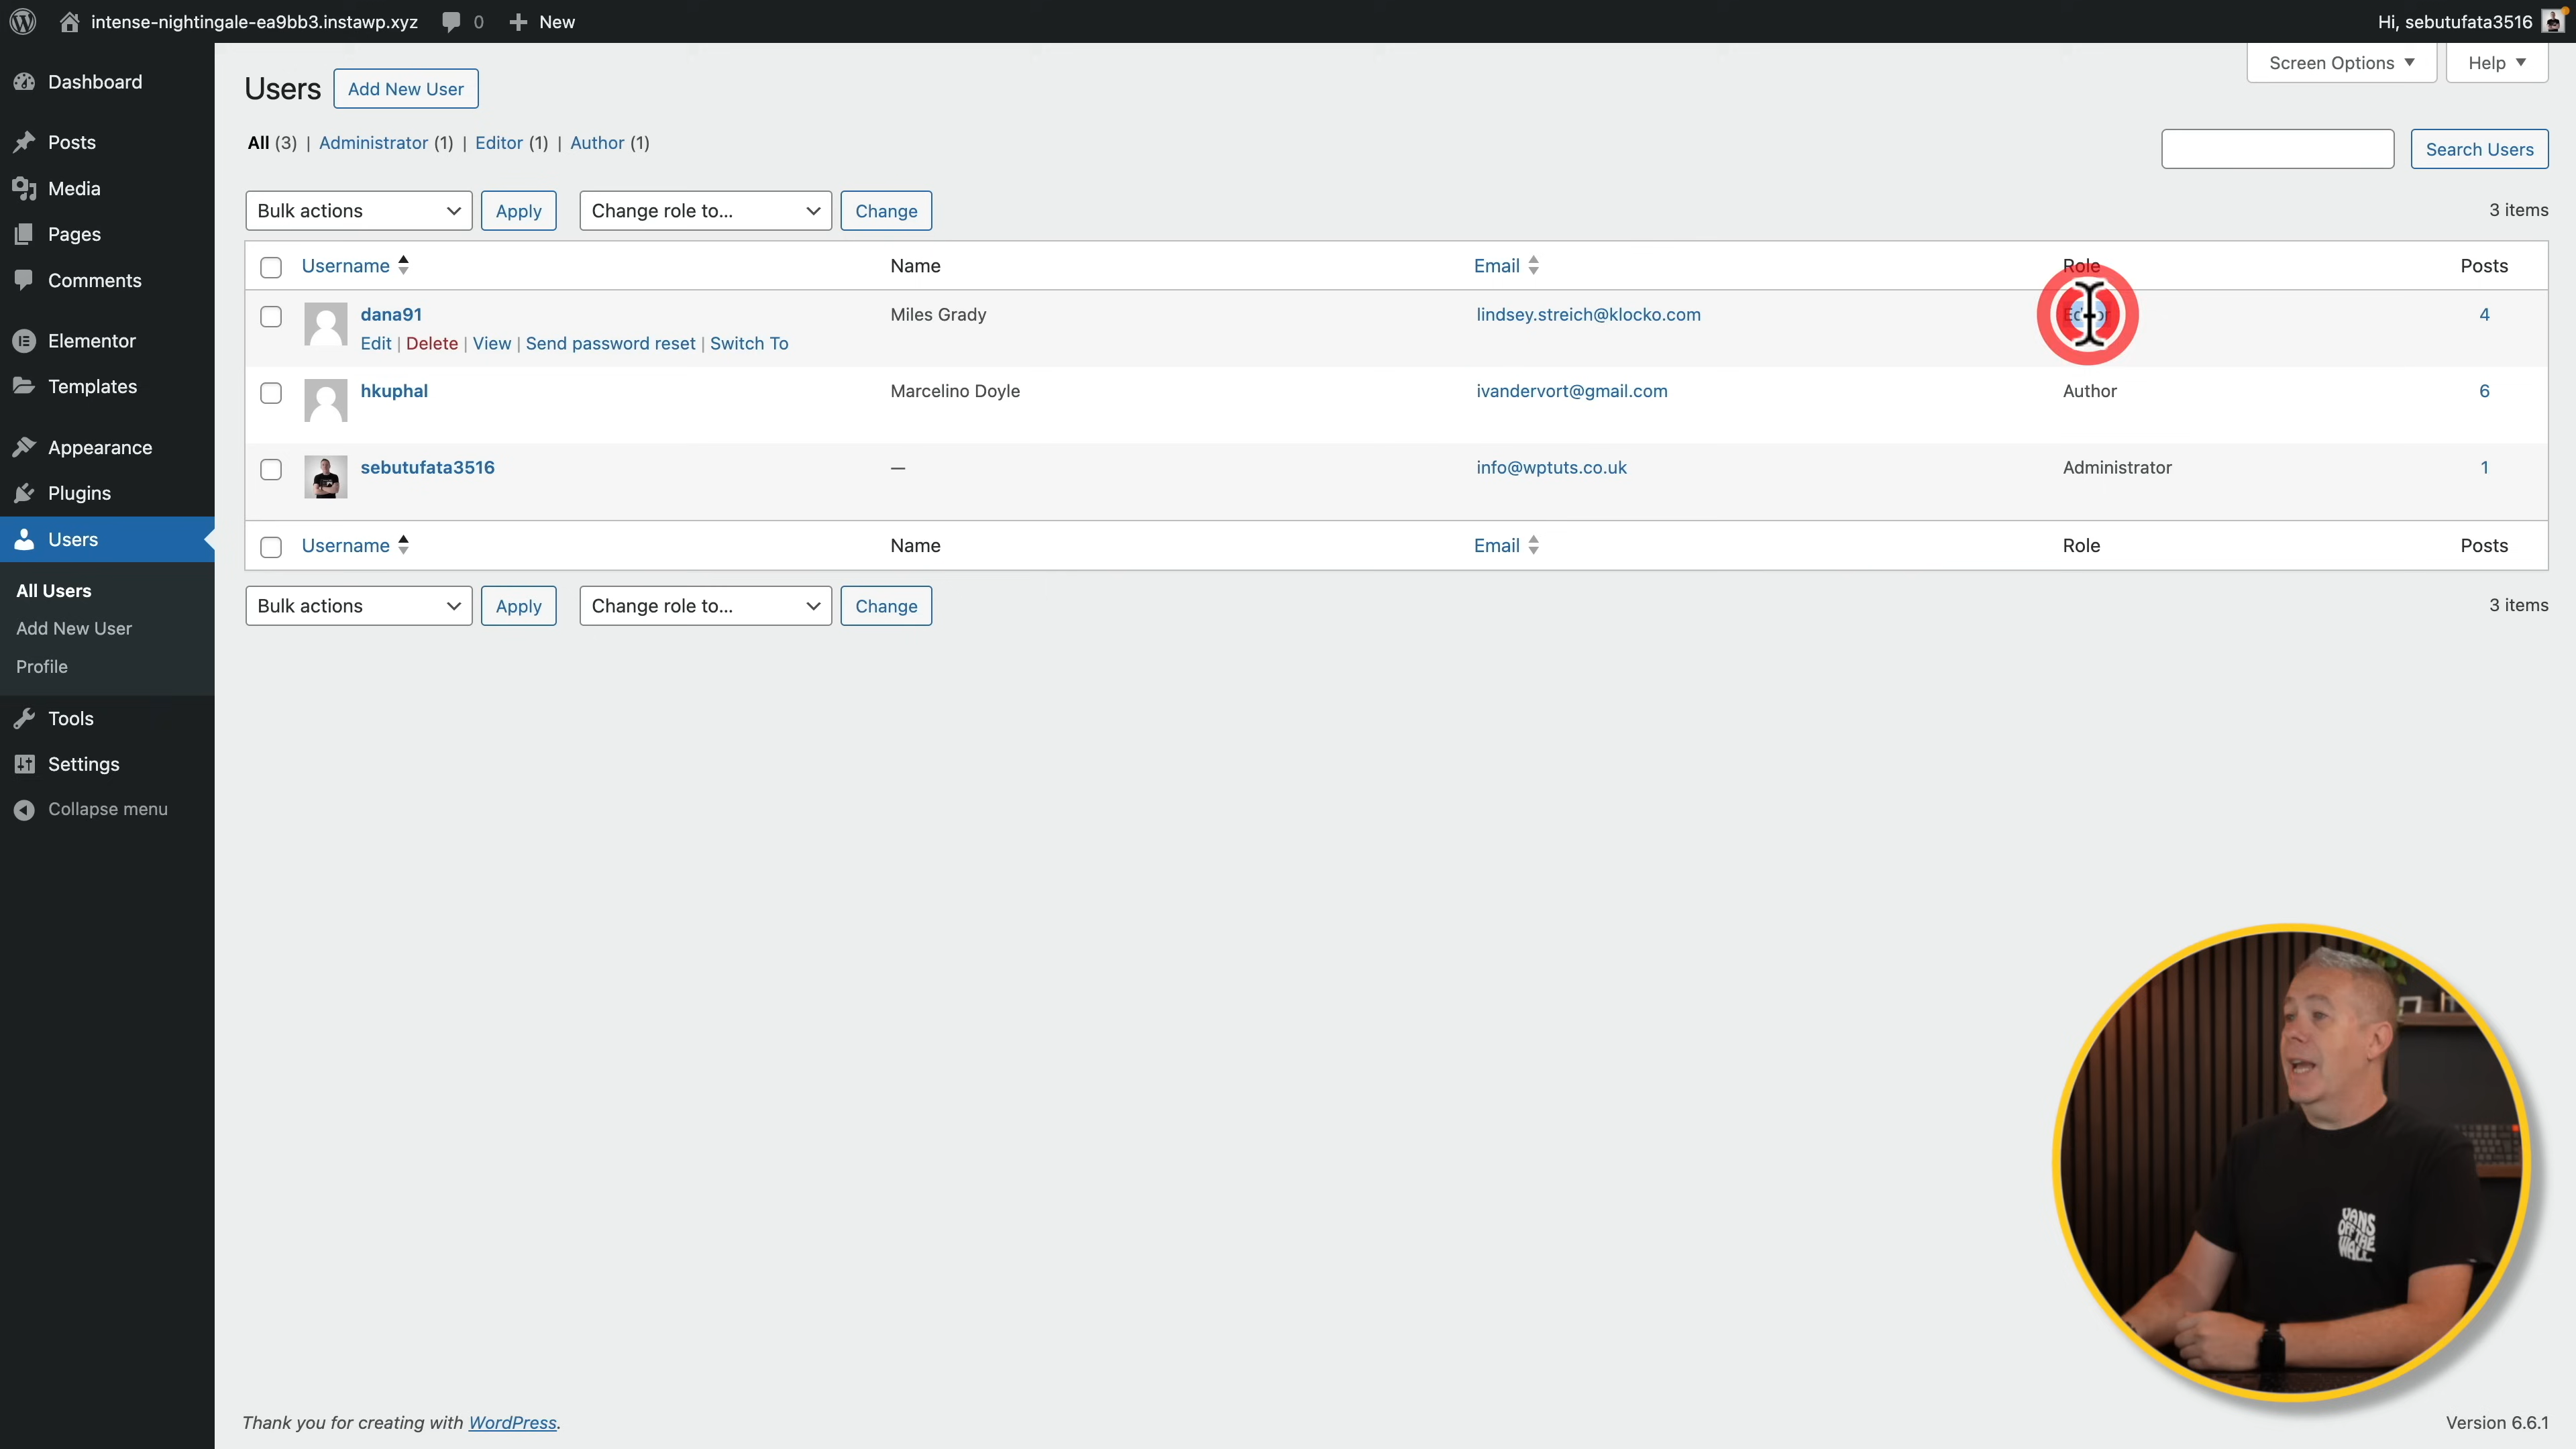 intense-nightingale-ea9bb3.instawp.xyz 0 New Hi, sebutufata3516
Dashboard
Posts
Media
Pages
Comments
Elementor
Templates
Appearance
Plugins
Users
All Users
Add New User
Profile
Tools
Settings
Collapse menu
Screen Options Help
Users Add New User
All (3) | Administrator (1) | Editor (1) | Author (1)
Search Users
Bulk actions Apply Change role to... Change 3 items
Username Name Email Role Posts
dana91 Miles Grady lindsey.streich@klocko.com Editor 4
Edit | Delete | View | Send password reset | Switch To
hkuphal Marcelino Doyle ivandervort@gmail.com Author 6
sebutufata3516 — info@wptuts.co.uk Administrator 1
Username Name Email Role Posts
Bulk actions Apply Change role to... Change 3 items
VANS
OFF THE
WALL
Thank you for creating with WordPress. Version 6.6.1